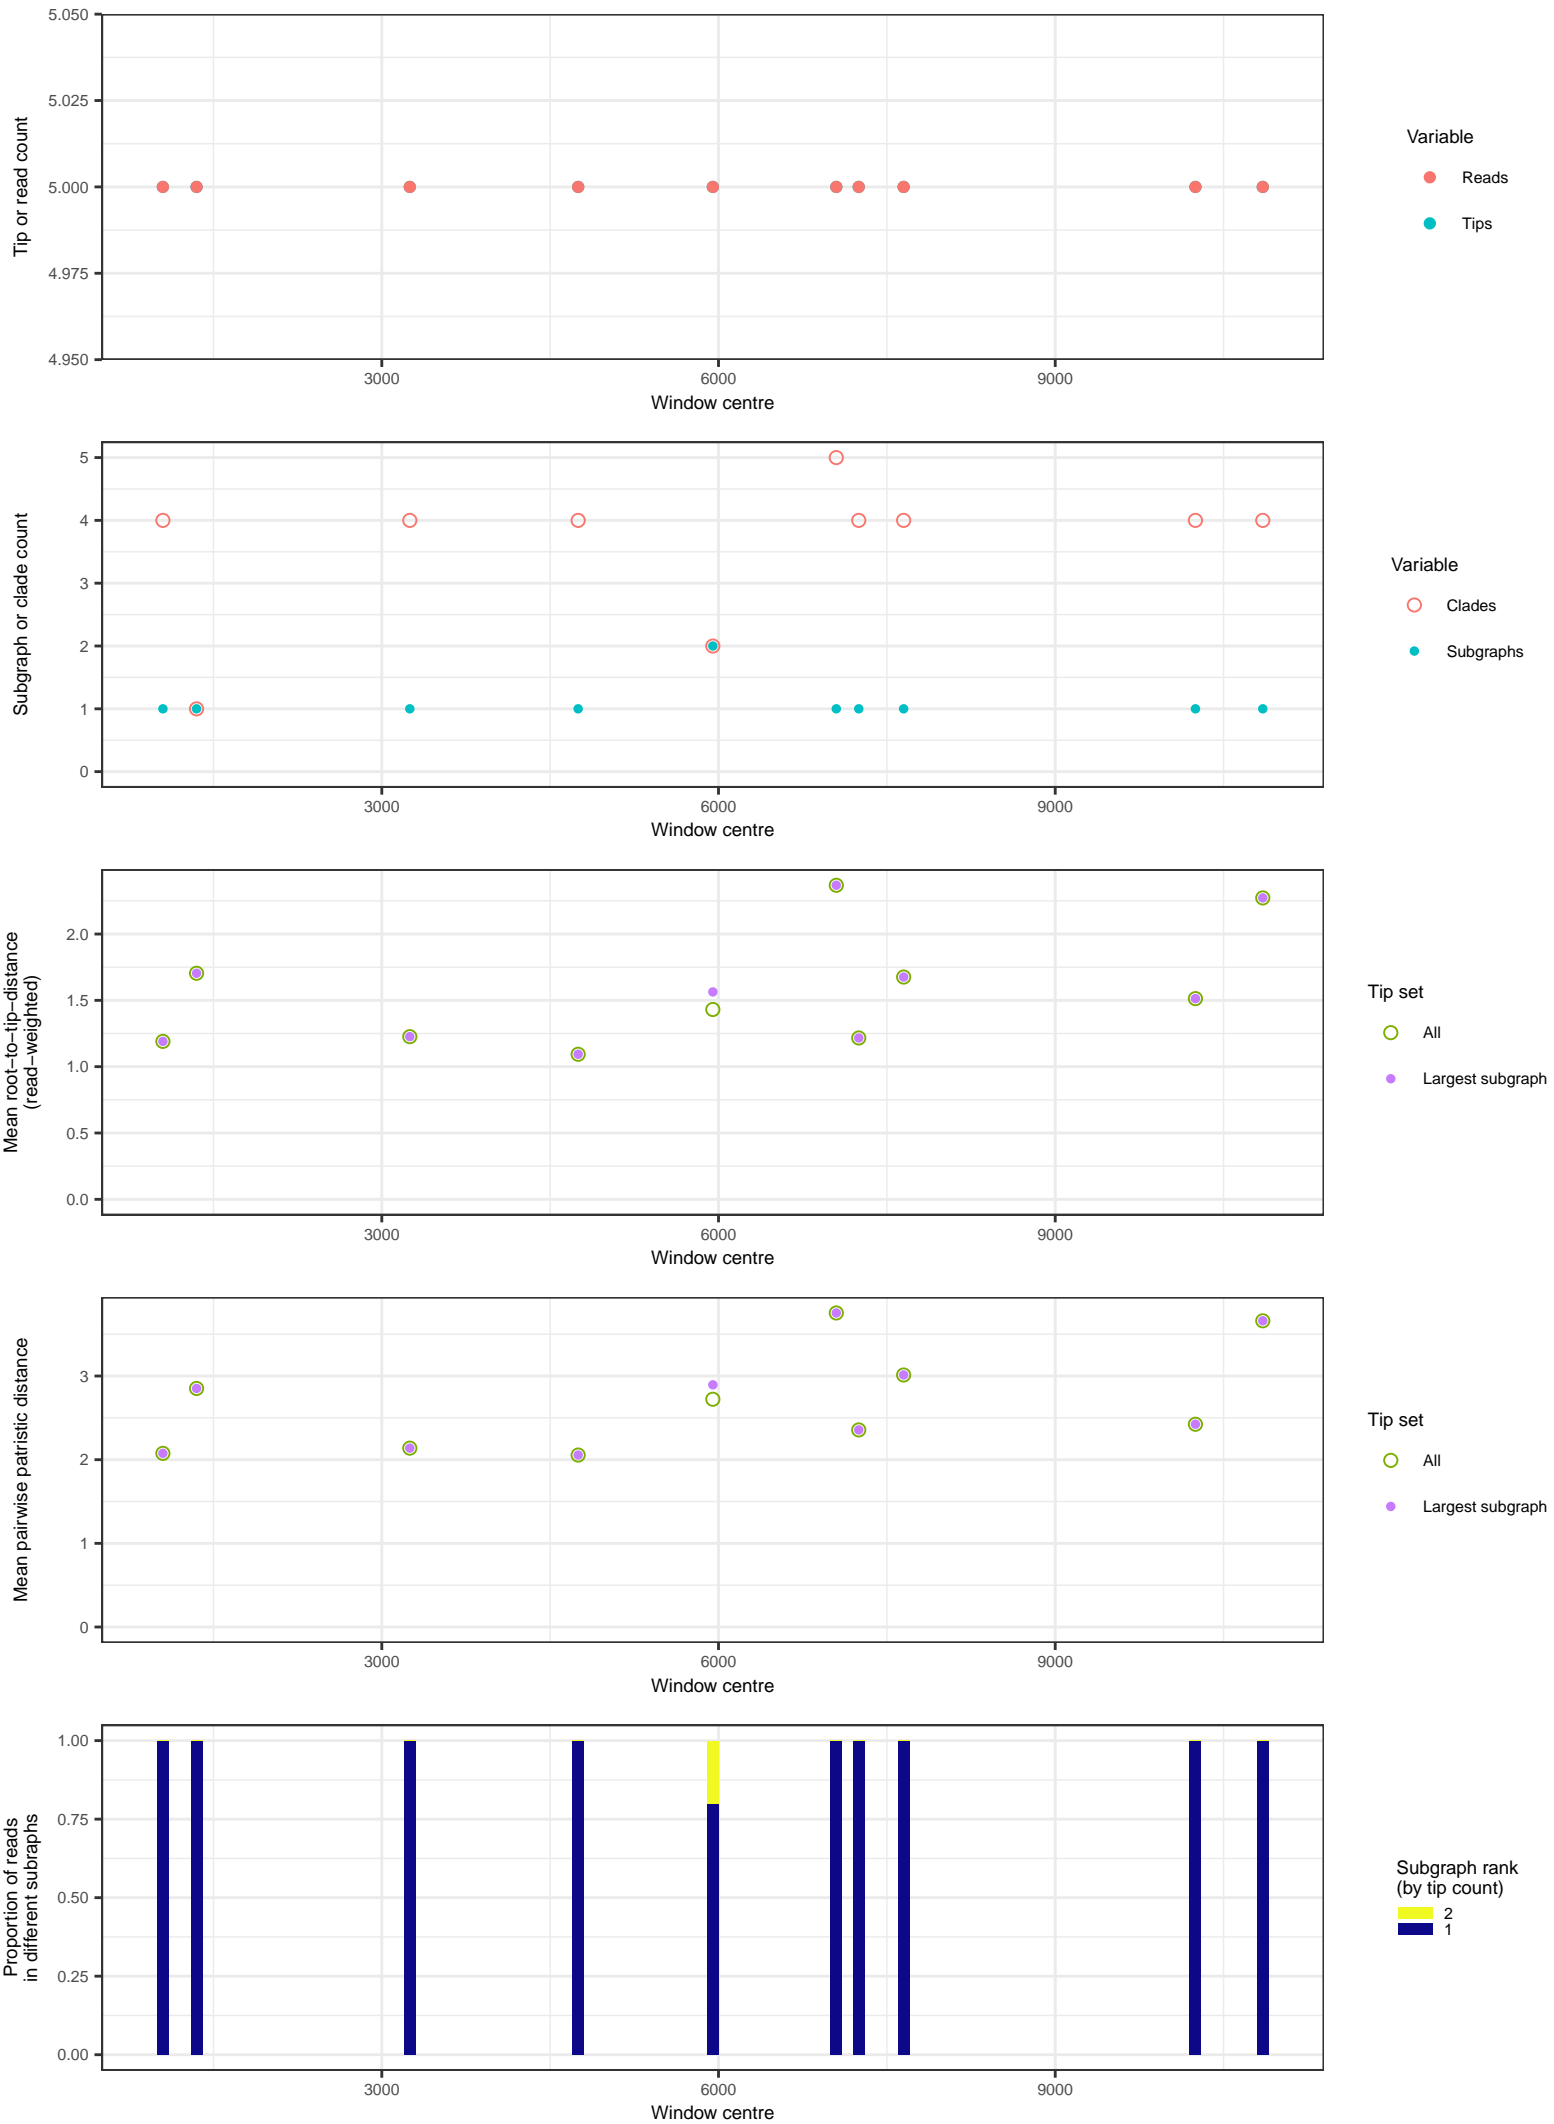 5.050
5.025
5.000
4.975
4.950
Tip or read count
3000 6000 9000
Window centre
Variable
Reads
Tips
5
4
3
2
1
0
Subgraph or clade count
3000 6000 9000
Window centre
Variable
Clades
Subgraphs
2.0
1.5
1.0
0.5
0.0
Mean root−to−tip−distance
(read−weighted)
3000 6000 9000
Window centre
Tip set
All
Largest subgraph
3
2
1
0
Mean pairwise patristic distance
3000 6000 9000
Window centre
Tip set
All
Largest subgraph
1.00
0.75
0.50
0.25
0.00
Proportion of reads
in different subraphs
3000 6000 9000
Window centre
Subgraph rank
(by tip count)
2
1